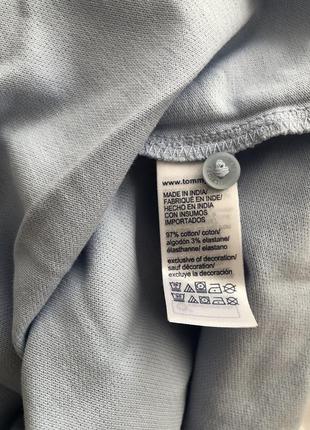 www.tomm
MADE IN INDIA/
FABRIQUÉ EN INDE/
HECHO EN INDIA
CON INSUMOS
IMPORTADOS
97% cotton/ coton/
algodón 3% elastane/
élasthanne/ elastano
exclusive of decoration/
sauf décoration/
excluye la decoración